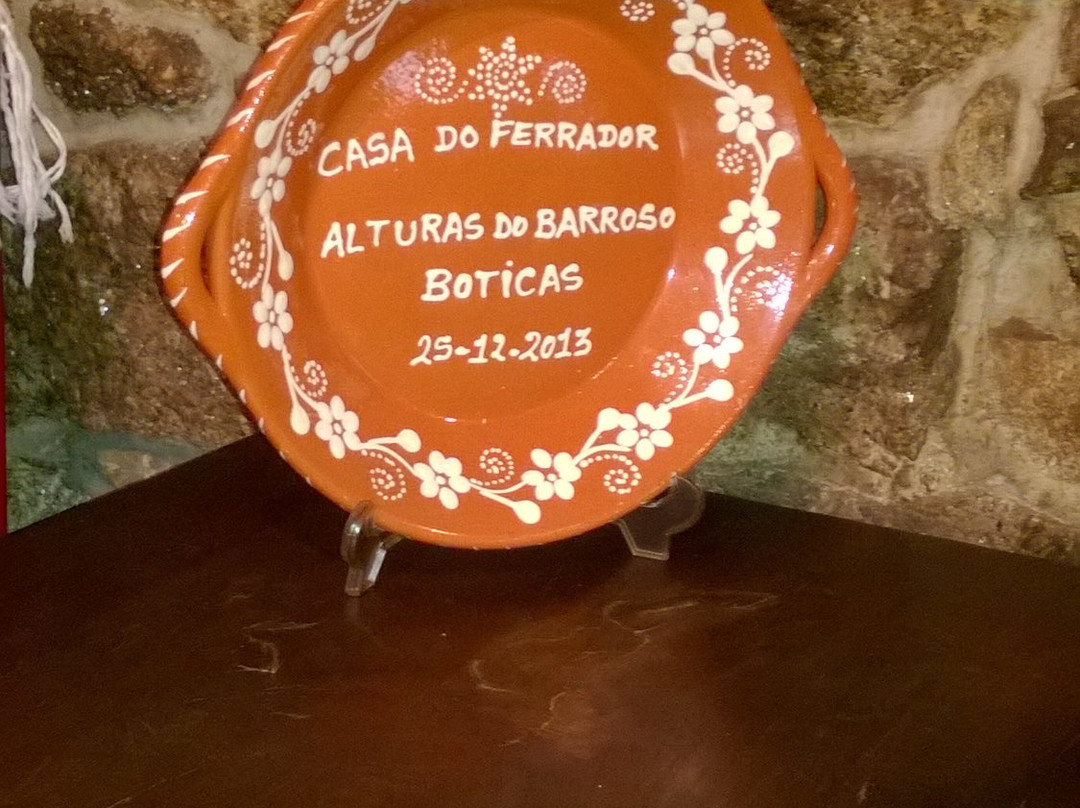 CASA DO FERRADOR
ALTURAS DO BARROSO
BOTICAS
25-12-2013